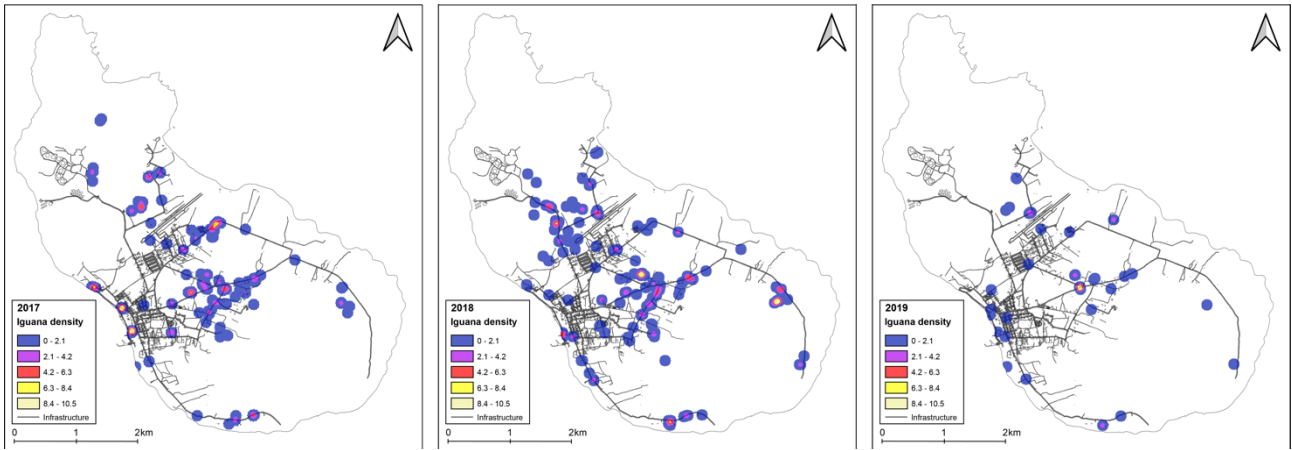 2017
Iguana density
0 - 2.1
2.1 - 4.2
4.2 - 6.3
6.3 - 8.4
8.4 - 10.5
Infrastructure
0 1 2km
2018
Iguana density
0 - 2.1
2.1 - 4.2
4.2 - 6.3
6.3 - 8.4
8.4 - 10.5
Infrastructure
0 1 2km
2019
Iguana density
0 - 2.1
2.1 - 4.2
4.2 - 6.3
6.3 - 8.4
8.4 - 10.5
Infrastructure
0 1 2km